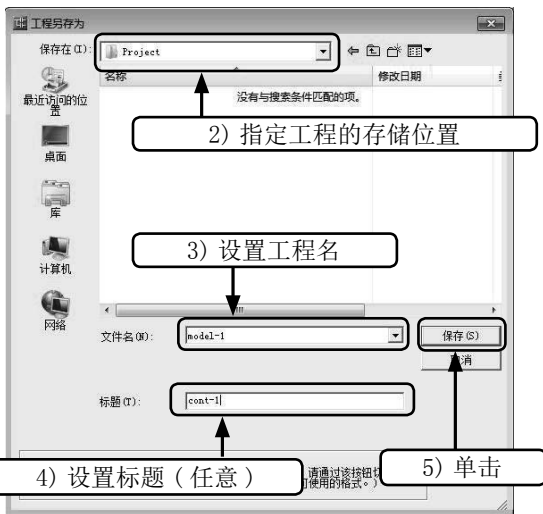 工程另存为
保存在(I):
Project
名称
修改日期
没有与搜索条件匹配的项。
最近访问的位置
2) 指定工程的存储位置
桌面
库
3) 设置工程名
计算机
网络
文件名(N):
model-1
保存(S)
标题(T):
cont-1
4) 设置标题(任意)
请通过该按钮
可使用的格式。)
5) 单击